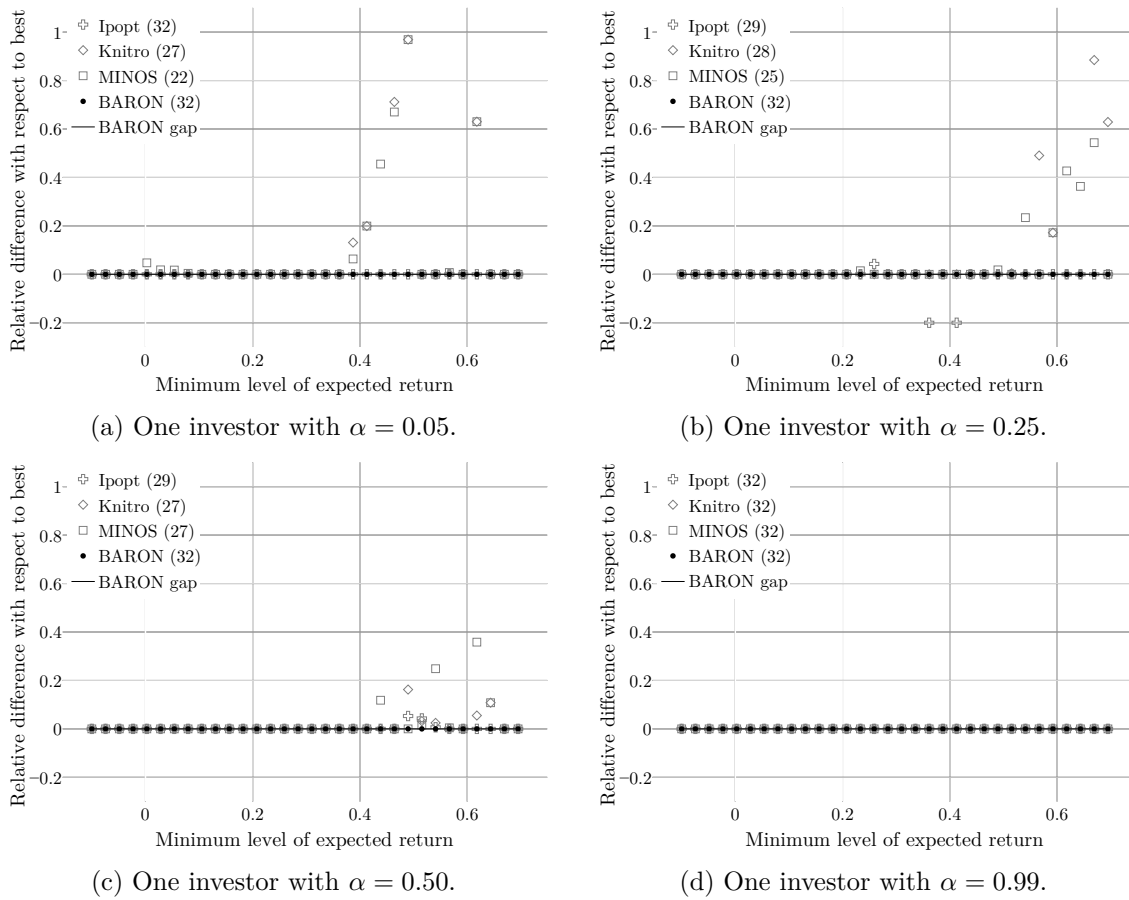 Relative difference with respect to best
1
0.8
0.6
0.4
0.2
0
−0.2
Ipopt (32)
Knitro (27)
MINOS (22)
BARON (32)
BARON gap
0 0.2 0.4 0.6
Minimum level of expected return
(a) One investor with α = 0.05.
Relative difference with respect to best
1
0.8
0.6
0.4
0.2
0
−0.2
Ipopt (29)
Knitro (28)
MINOS (25)
BARON (32)
BARON gap
0 0.2 0.4 0.6
Minimum level of expected return
(b) One investor with α = 0.25.
Relative difference with respect to best
1
0.8
0.6
0.4
0.2
0
−0.2
Ipopt (29)
Knitro (27)
MINOS (27)
BARON (32)
BARON gap
0 0.2 0.4 0.6
Minimum level of expected return
(c) One investor with α = 0.50.
Relative difference with respect to best
1
0.8
0.6
0.4
0.2
0
−0.2
Ipopt (32)
Knitro (32)
MINOS (32)
BARON (32)
BARON gap
0 0.2 0.4 0.6
Minimum level of expected return
(d) One investor with α = 0.99.